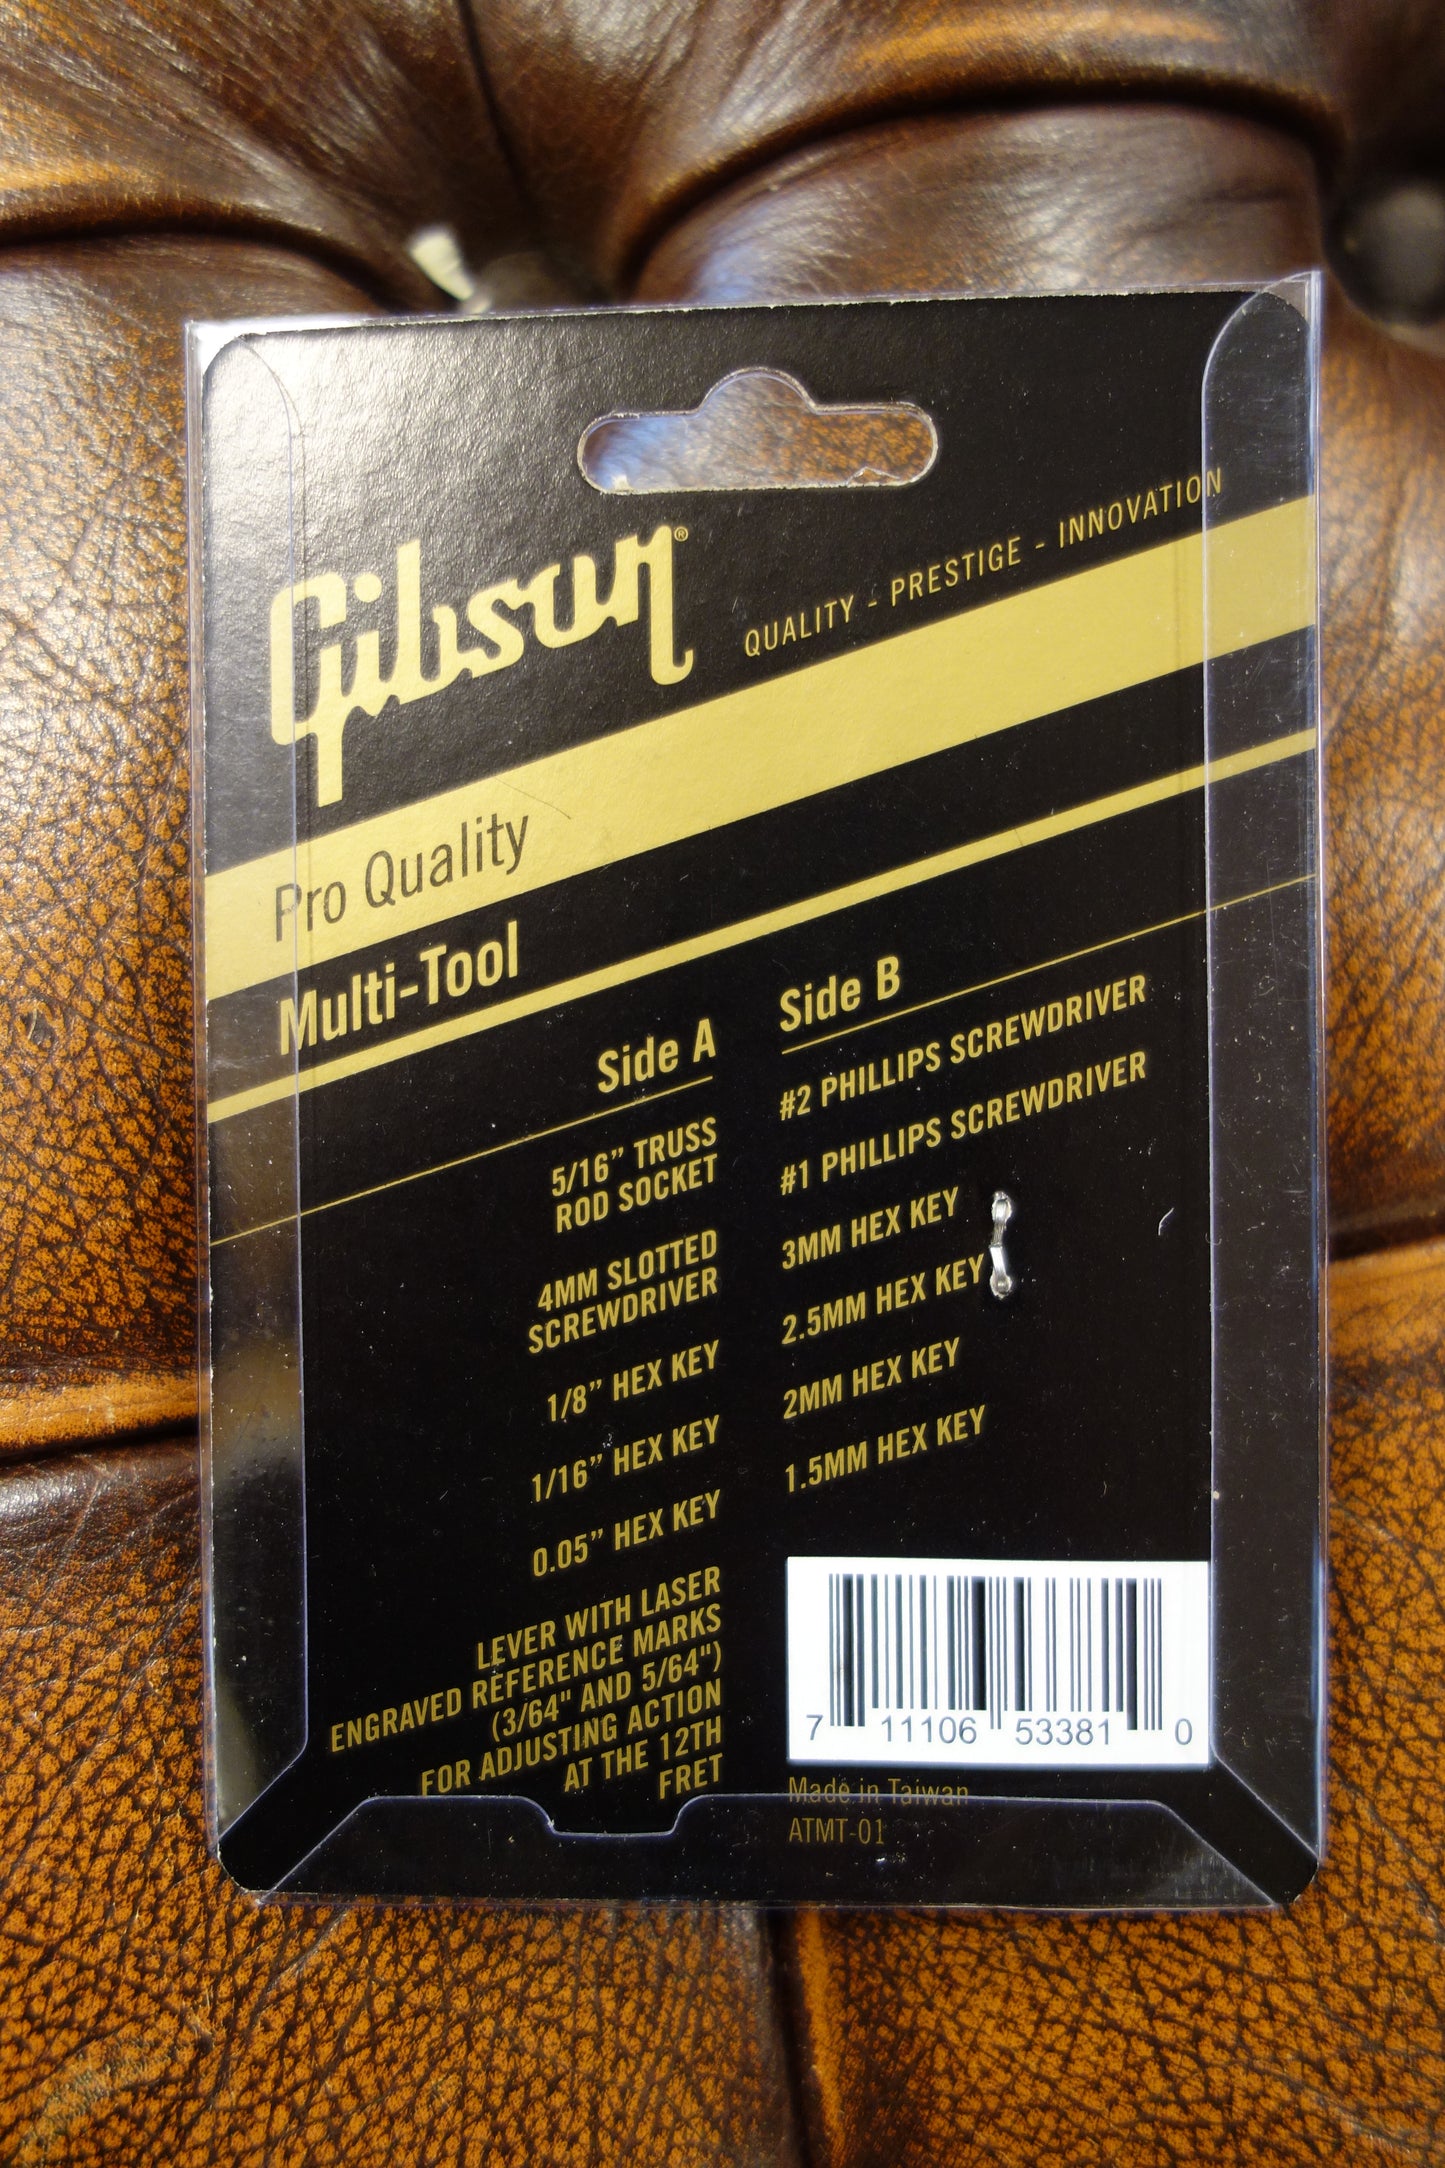 Gibson®
QUALITY - PRESTIGE - INNOVATION
Pro Quality
Multi-Tool
Side A
5/16” TRUSS
ROD SOCKET
4MM SLOTTED
SCREWDRIVER
1/8” HEX KEY
1/16” HEX KEY
0.05” HEX KEY
LEVER WITH LASER
ENGRAVED REFERENCE MARKS
(3/64" AND 5/64")
FOR ADJUSTING ACTION
AT THE 12TH
FRET
Side B
#2 PHILLIPS SCREWDRIVER
#1 PHILLIPS SCREWDRIVER
3MM HEX KEY
2.5MM HEX KEY
2MM HEX KEY
1.5MM HEX KEY
7 11106 53381 0
Made in Taiwan
ATMT-01